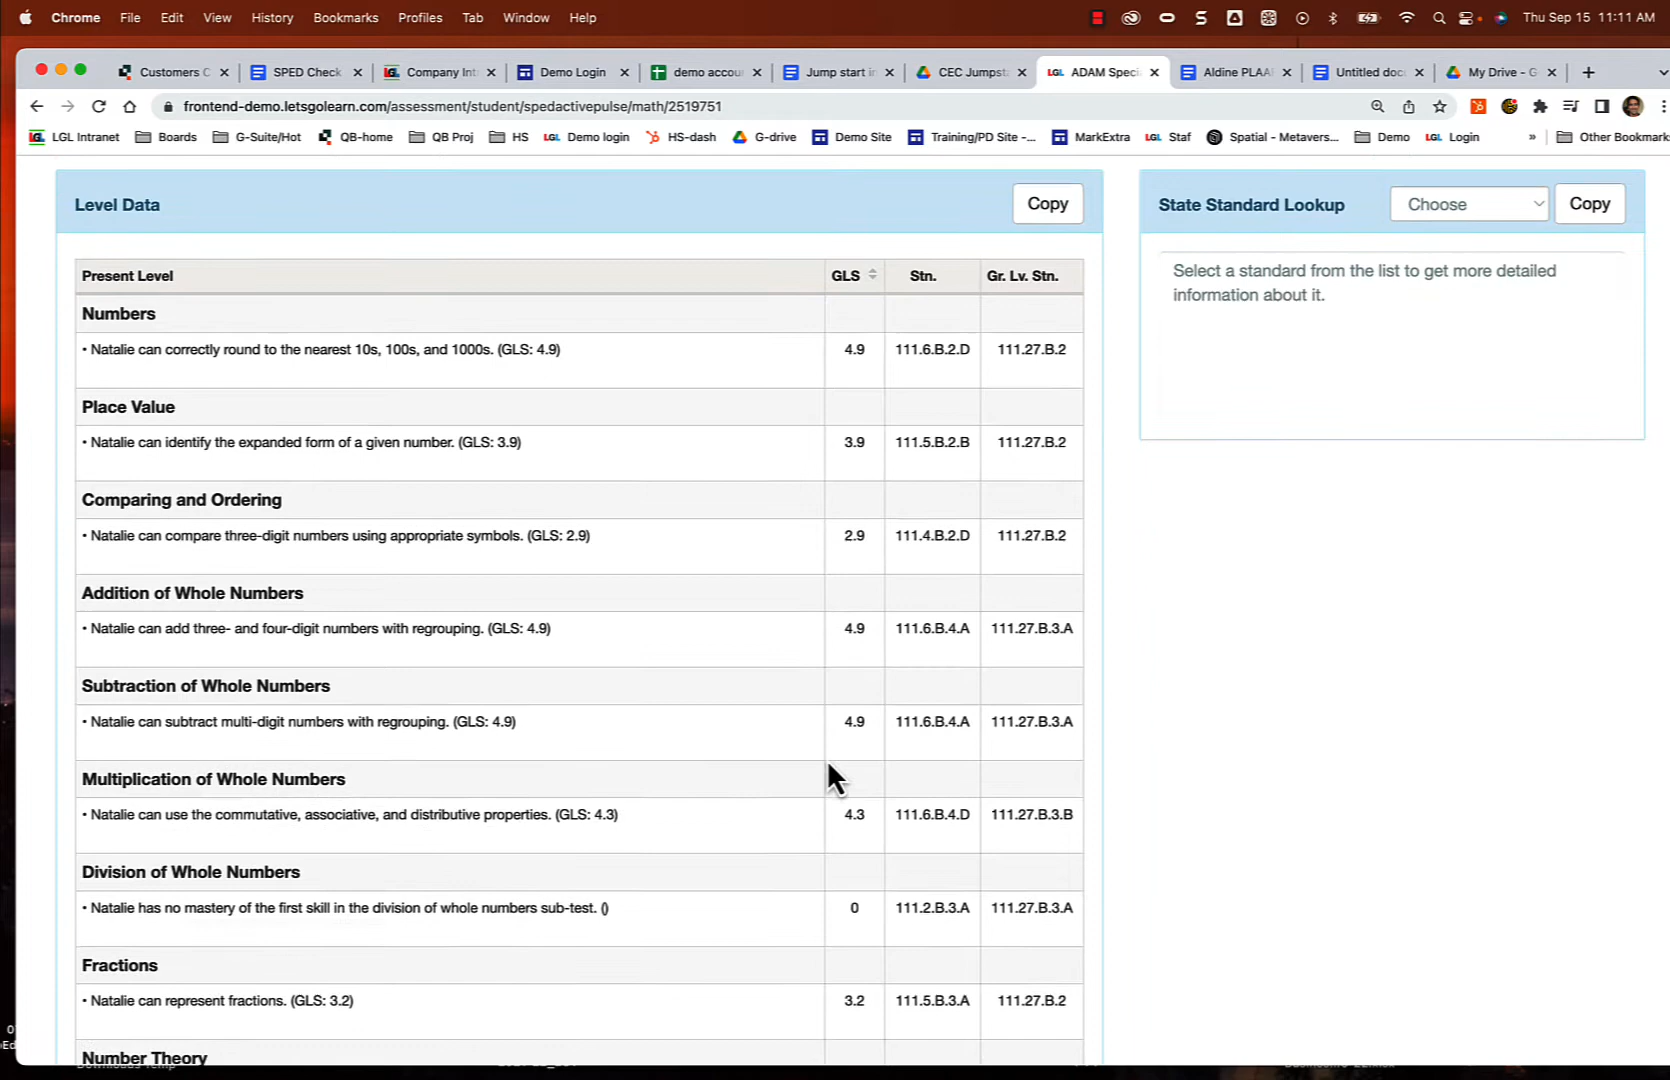 Chrome File Edit View History Bookmarks Profiles Tab Window Help Thu Sep 15 11:11 AM
Customers C SPED Check Company Int Demo Login demo accou Jump start in CEC Jumpst ADAM Speci Aldine PLAA Untitled doc My Drive - G
frontend-demo.letsgolearn.com/assessment/student/spedactivepulse/math/2519751
LGL Intranet Boards G-Suite/Hot QB-home QB Proj HS Demo login HS-dash G-drive Demo Site Training/PD Site -... MarkExtra Staf Spatial - Metavers... Demo Login » Other Bookmark
Level Data Copy
State Standard Lookup Choose Copy
Select a standard from the list to get more detailed
information about it.
Present Level GLS Stn. Gr. Lv. Stn.
Numbers
• Natalie can correctly round to the nearest 10s, 100s, and 1000s. (GLS: 4.9) 4.9 111.6.B.2.D 111.27.B.2
Place Value
• Natalie can identify the expanded form of a given number. (GLS: 3.9) 3.9 111.5.B.2.B 111.27.B.2
Comparing and Ordering
• Natalie can compare three-digit numbers using appropriate symbols. (GLS: 2.9) 2.9 111.4.B.2.D 111.27.B.2
Addition of Whole Numbers
• Natalie can add three- and four-digit numbers with regrouping. (GLS: 4.9) 4.9 111.6.B.4.A 111.27.B.3.A
Subtraction of Whole Numbers
• Natalie can subtract multi-digit numbers with regrouping. (GLS: 4.9) 4.9 111.6.B.4.A 111.27.B.3.A
Multiplication of Whole Numbers
• Natalie can use the commutative, associative, and distributive properties. (GLS: 4.3) 4.3 111.6.B.4.D 111.27.B.3.B
Division of Whole Numbers
• Natalie has no mastery of the first skill in the division of whole numbers sub-test. () 0 111.2.B.3.A 111.27.B.3.A
Fractions
• Natalie can represent fractions. (GLS: 3.2) 3.2 111.5.B.3.A 111.27.B.2
Number Theory